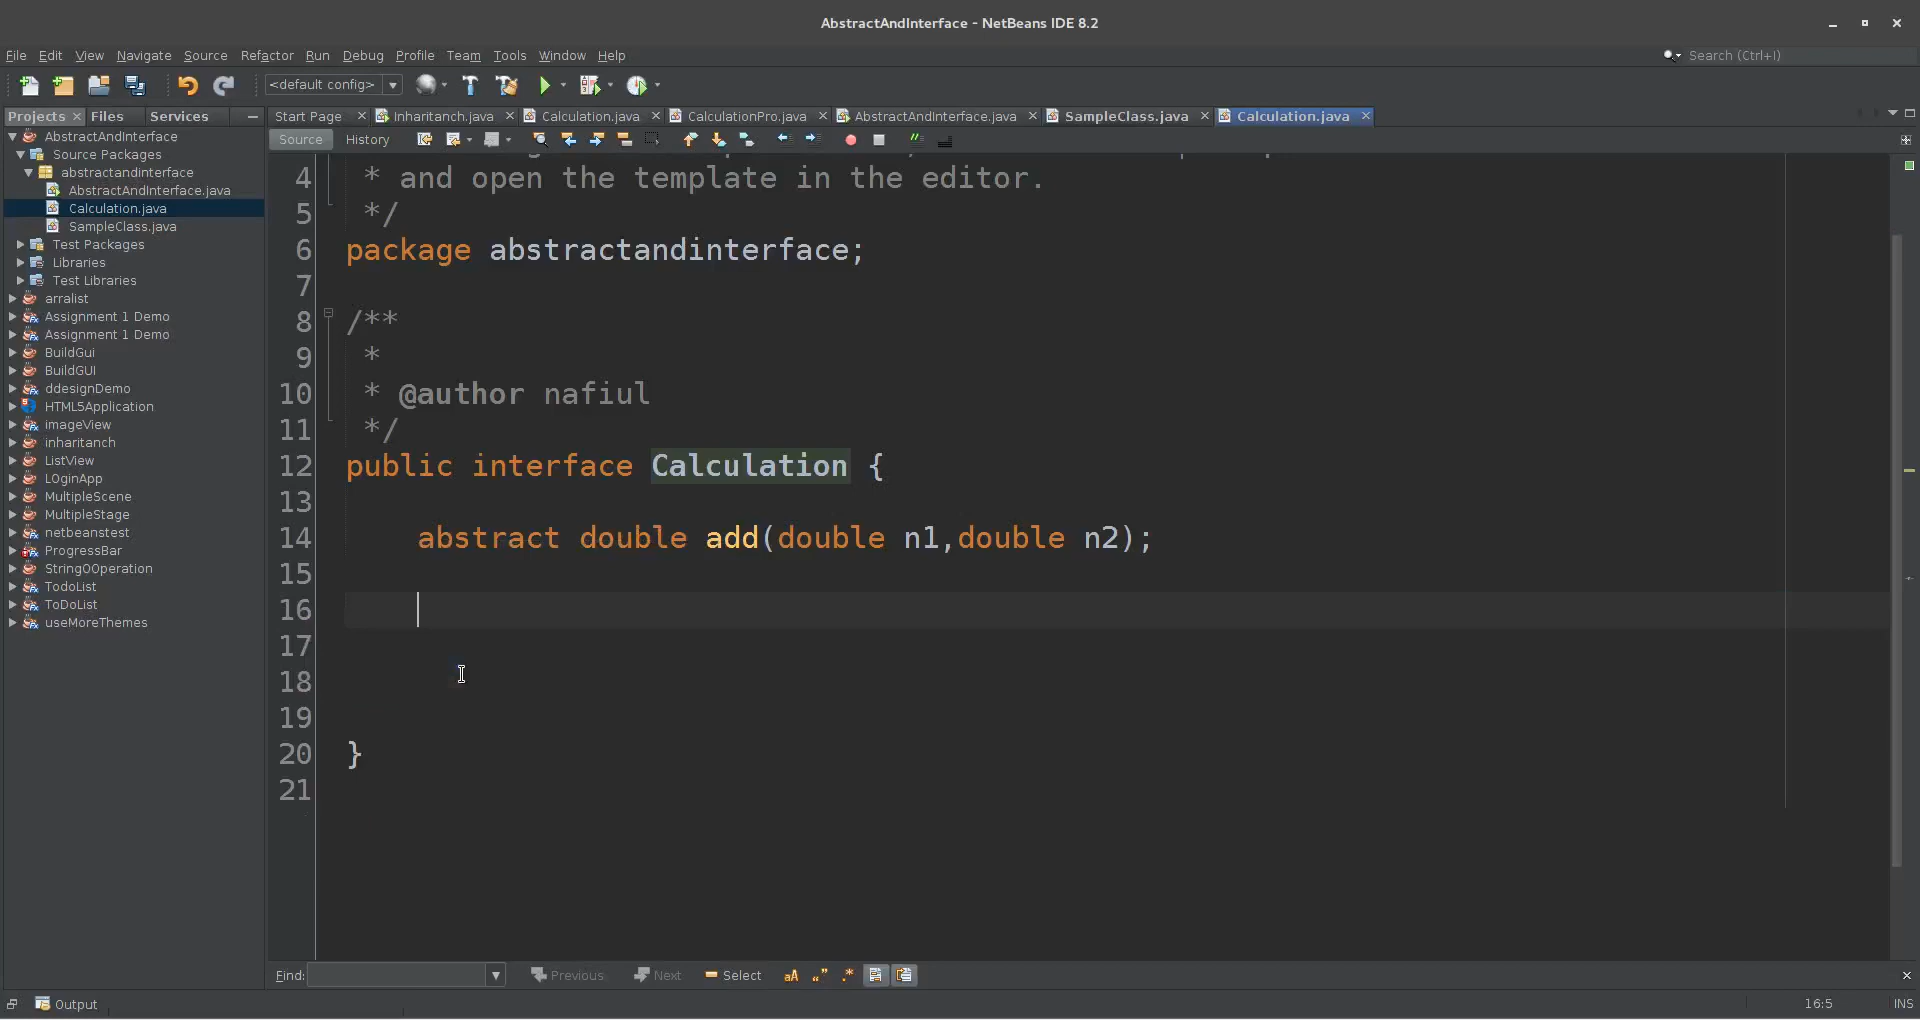 AbstractAndInterface - NetBeans IDE 8.2
File Edit View Navigate Source Refactor Run Debug Profile Team Tools Window Help
Search (Ctrl+I)
<default config>
Projects Files Services
Start Page Inharitanch.java Calculation.java CalculationPro.java AbstractAndInterface.java SampleClass.java Calculation.java
Source History
AbstractAndInterface
Source Packages
abstractandinterface
AbstractAndInterface.java
Calculation.java
SampleClass.java
Test Packages
Libraries
Test Libraries
arralist
Assignment 1 Demo
Assignment 1 Demo
BuildGui
BuildGUI
ddesignDemo
HTML5Application
imageView
inharitanch
ListView
LOginApp
MultipleScene
MultipleStage
netbeanstest
ProgressBar
StringOOperation
TodoList
ToDoList
useMoreThemes
4 * and open the template in the editor.
5 */
6 package abstractandinterface;
7
8 /**
9 *
10 * @author nafiul
11 */
12 public interface Calculation {
13
14 abstract double add(double n1,double n2);
15
16
17
18
19
20 }
21
Find: Previous Next Select
Output
16:5 INS